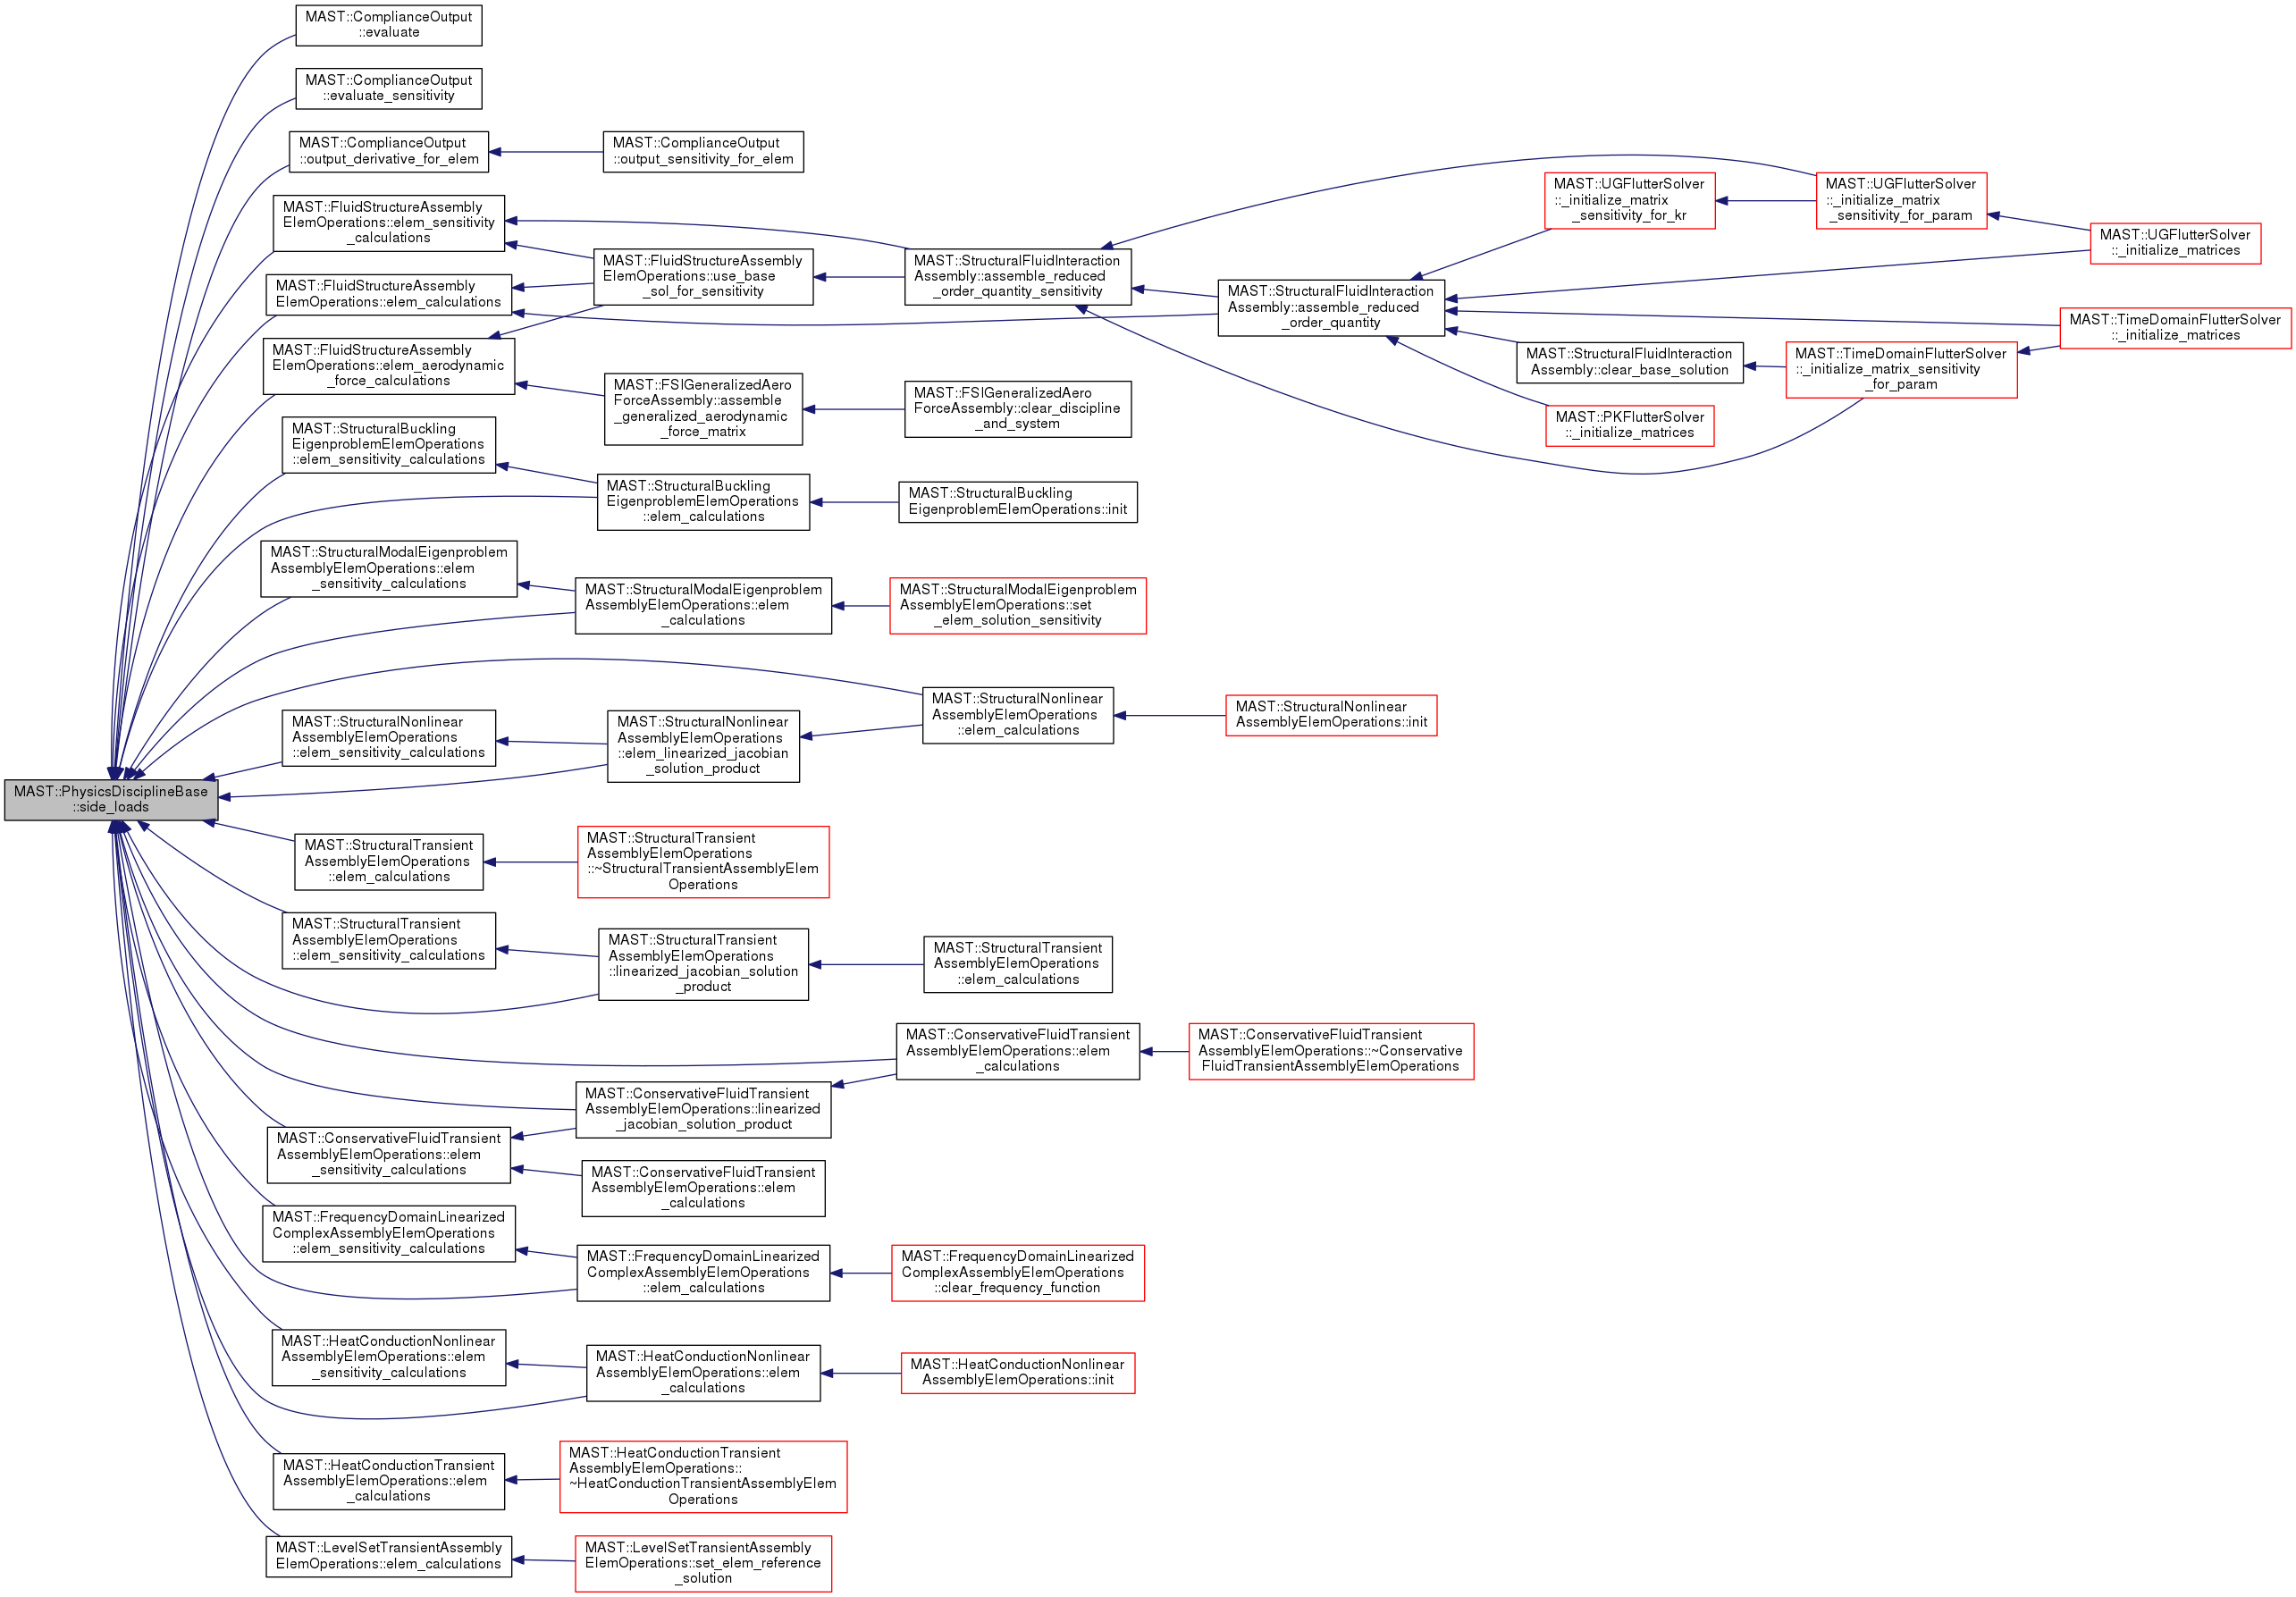 MAST::ComplianceOutput
::evaluate
MAST::ComplianceOutput
::evaluate_sensitivity
MAST::ComplianceOutput
::output_derivative_for_elem
MAST::ComplianceOutput
::output_sensitivity_for_elem
MAST::FluidStructureAssembly
ElemOperations::elem_sensitivity
_calculations
MAST::FluidStructureAssembly
ElemOperations::elem_calculations
MAST::FluidStructureAssembly
ElemOperations::elem_aerodynamic
_force_calculations
MAST::FluidStructureAssembly
ElemOperations::use_base
_sol_for_sensitivity
MAST::StructuralFluidInteraction
Assembly::assemble_reduced
_order_quantity_sensitivity
MAST::StructuralFluidInteraction
Assembly::assemble_reduced
_order_quantity
MAST::UGFlutterSolver
::_initialize_matrix
_sensitivity_for_kr
MAST::UGFlutterSolver
::_initialize_matrix
_sensitivity_for_param
MAST::UGFlutterSolver
::_initialize_matrices
MAST::TimeDomainFlutterSolver
::_initialize_matrices
MAST::StructuralFluidInteraction
Assembly::clear_base_solution
MAST::TimeDomainFlutterSolver
::_initialize_matrix_sensitivity
_for_param
MAST::PKFlutterSolver
::_initialize_matrices
MAST::FSIGeneralizedAero
ForceAssembly::assemble
_generalized_aerodynamic
_force_matrix
MAST::FSIGeneralizedAero
ForceAssembly::clear_discipline
_and_system
MAST::StructuralBuckling
EigenproblemElemOperations
::elem_sensitivity_calculations
MAST::StructuralBuckling
EigenproblemElemOperations
::elem_calculations
MAST::StructuralBuckling
EigenproblemElemOperations::init
MAST::StructuralModalEigenproblem
AssemblyElemOperations::elem
_sensitivity_calculations
MAST::StructuralModalEigenproblem
AssemblyElemOperations::elem
_calculations
MAST::StructuralModalEigenproblem
AssemblyElemOperations::set
_elem_solution_sensitivity
MAST::StructuralNonlinear
AssemblyElemOperations
::elem_sensitivity_calculations
MAST::StructuralNonlinear
AssemblyElemOperations
::elem_linearized_jacobian
_solution_product
MAST::StructuralNonlinear
AssemblyElemOperations
::elem_calculations
MAST::StructuralNonlinear
AssemblyElemOperations::init
MAST::PhysicsDisciplineBase
::side_loads
MAST::StructuralTransient
AssemblyElemOperations
::elem_calculations
MAST::StructuralTransient
AssemblyElemOperations
::~StructuralTransientAssemblyElem
Operations
MAST::StructuralTransient
AssemblyElemOperations
::elem_sensitivity_calculations
MAST::StructuralTransient
AssemblyElemOperations
::linearized_jacobian_solution
_product
MAST::StructuralTransient
AssemblyElemOperations
::elem_calculations
MAST::ConservativeFluidTransient
AssemblyElemOperations::elem
_calculations
MAST::ConservativeFluidTransient
AssemblyElemOperations::~Conservative
FluidTransientAssemblyElemOperations
MAST::ConservativeFluidTransient
AssemblyElemOperations::linearized
_jacobian_solution_product
MAST::ConservativeFluidTransient
AssemblyElemOperations::elem
_sensitivity_calculations
MAST::ConservativeFluidTransient
AssemblyElemOperations::elem
_calculations
MAST::FrequencyDomainLinearized
ComplexAssemblyElemOperations
::elem_sensitivity_calculations
MAST::FrequencyDomainLinearized
ComplexAssemblyElemOperations
::elem_calculations
MAST::FrequencyDomainLinearized
ComplexAssemblyElemOperations
::clear_frequency_function
MAST::HeatConductionNonlinear
AssemblyElemOperations::elem
_sensitivity_calculations
MAST::HeatConductionNonlinear
AssemblyElemOperations::elem
_calculations
MAST::HeatConductionNonlinear
AssemblyElemOperations::init
MAST::HeatConductionTransient
AssemblyElemOperations::elem
_calculations
MAST::HeatConductionTransient
AssemblyElemOperations::
~HeatConductionTransientAssemblyElem
Operations
MAST::LevelSetTransientAssembly
ElemOperations::elem_calculations
MAST::LevelSetTransientAssembly
ElemOperations::set_elem_reference
_solution